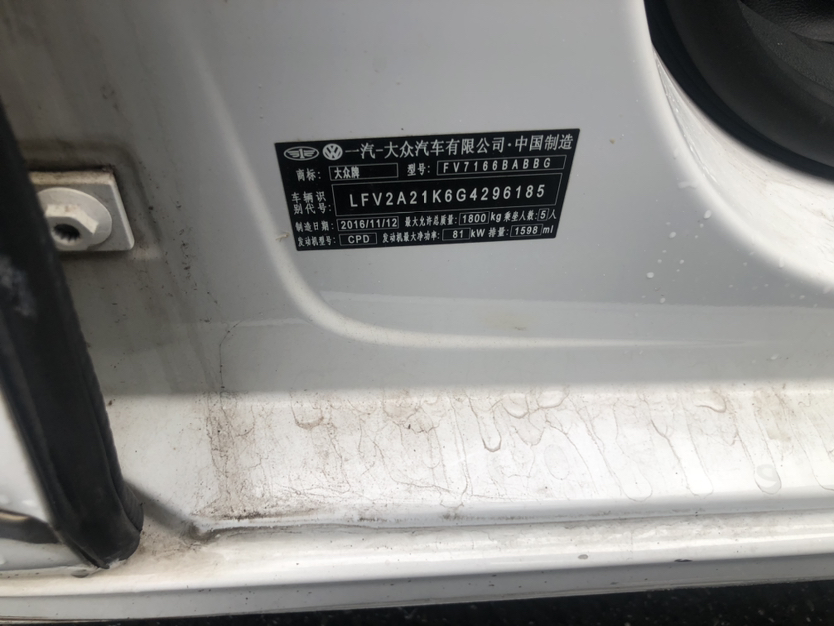 一汽-大众汽车有限公司·中国制造
商标: 大众牌 型号: FV7166BABBG
车辆识别代号: LFV2A21K6G4296185
制造日期: 2016/11/12 最大允许总质量: 1800 kg 乘坐人数: 5 人
发动机型号: CPD 发动机最大净功率: 81 kW 排量: 1598 ml